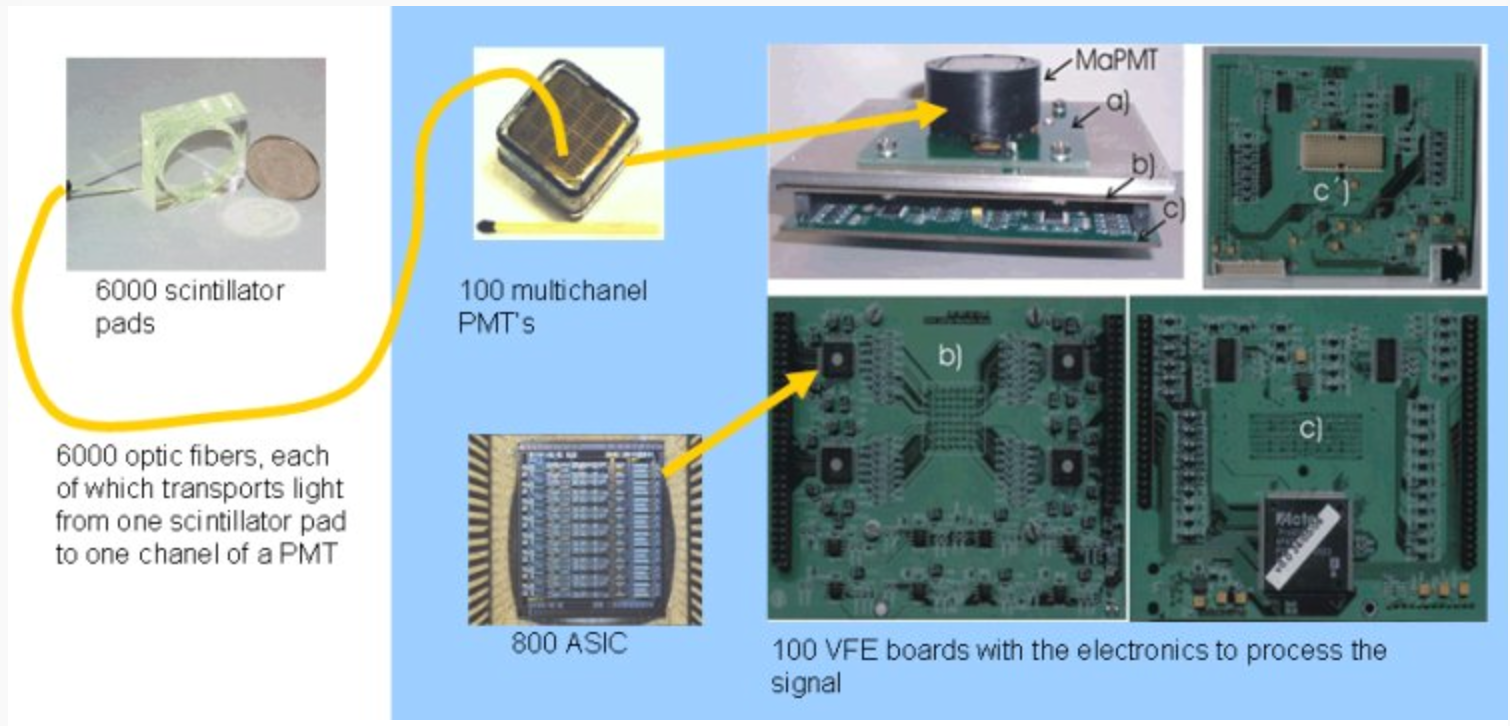 6000 scintillator
pads
6000 optic fibers, each
of which transports light
from one scintillator pad
to one chanel of a PMT
100 multichanel
PMT's
800 ASIC
MaPMT
a)
b)
c)
c´)
b)
c)
100 VFE boards with the electronics to process the
signal